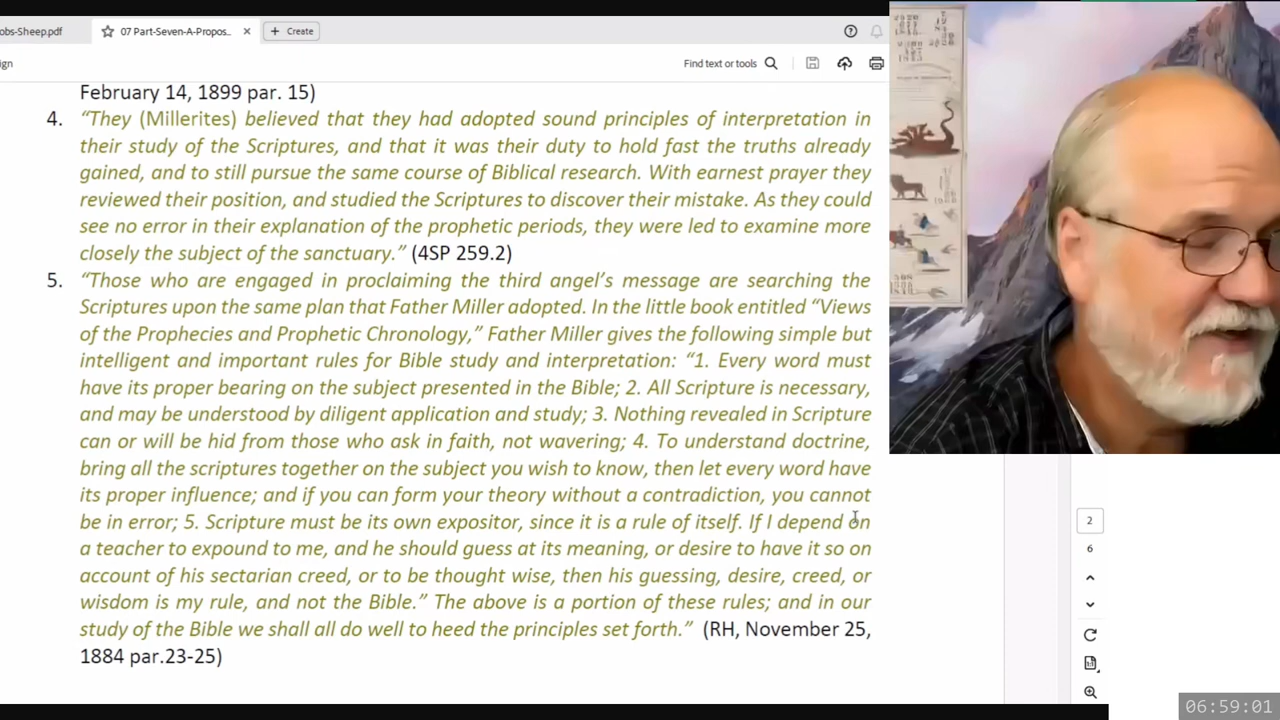 obs-Sheep.pdf
07 Part-Seven-A-Propos...
Create
ign
Find text or tools
February 14, 1899 par. 15)
4. “They (Millerites) believed that they had adopted sound principles of interpretation in
their study of the Scriptures, and that it was their duty to hold fast the truths already
gained, and to still pursue the same course of Biblical research. With earnest prayer they
reviewed their position, and studied the Scriptures to discover their mistake. As they could
see no error in their explanation of the prophetic periods, they were led to examine more
closely the subject of the sanctuary.” (4SP 259.2)
5. “Those who are engaged in proclaiming the third angel’s message are searching the
Scriptures upon the same plan that Father Miller adopted. In the little book entitled “Views
of the Prophecies and Prophetic Chronology,” Father Miller gives the following simple but
intelligent and important rules for Bible study and interpretation: “1. Every word must
have its proper bearing on the subject presented in the Bible; 2. All Scripture is necessary,
and may be understood by diligent application and study; 3. Nothing revealed in Scripture
can or will be hid from those who ask in faith, not wavering; 4. To understand doctrine,
bring all the scriptures together on the subject you wish to know, then let every word have
its proper influence; and if you can form your theory without a contradiction, you cannot
be in error; 5. Scripture must be its own expositor, since it is a rule of itself. If I depend on
a teacher to expound to me, and he should guess at its meaning, or desire to have it so on
account of his sectarian creed, or to be thought wise, then his guessing, desire, creed, or
wisdom is my rule, and not the Bible.” The above is a portion of these rules; and in our
study of the Bible we shall all do well to heed the principles set forth.” (RH, November 25,
1884 par.23-25)
2
6
06:59:01